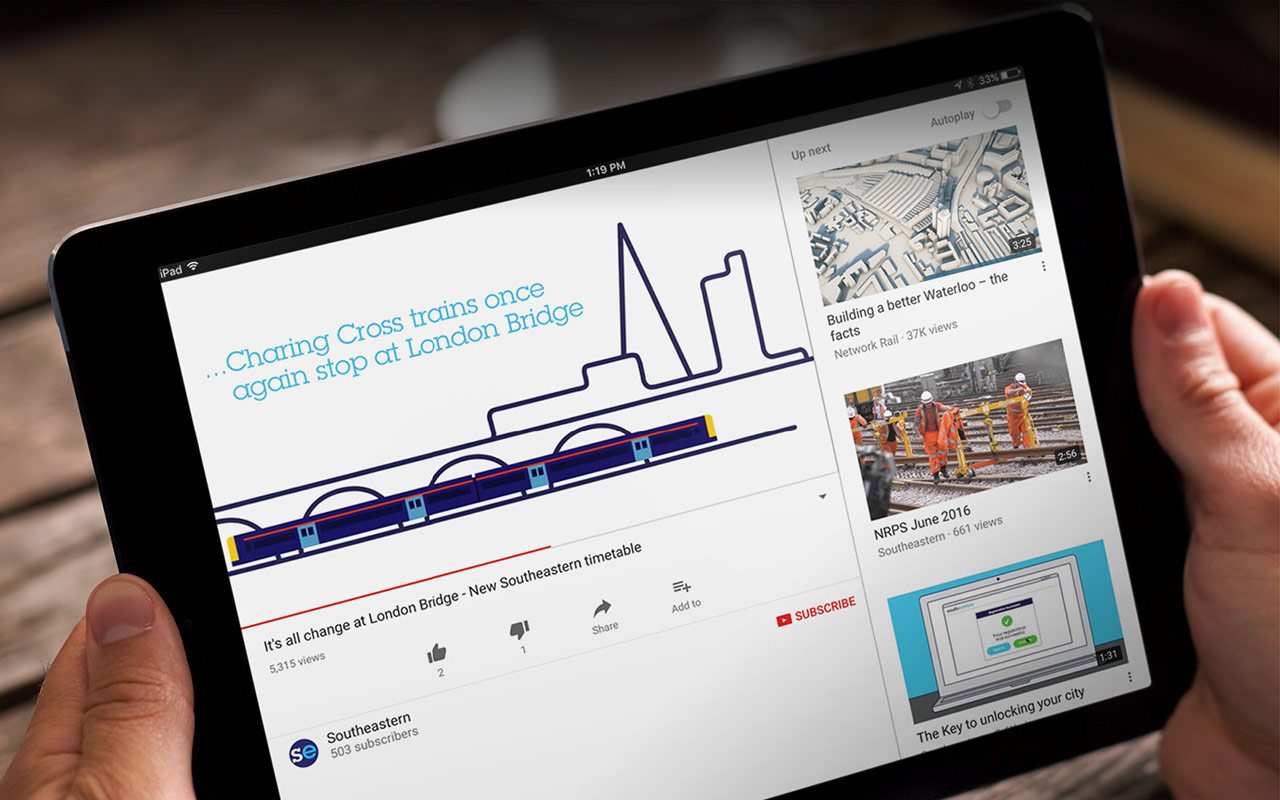 iPad
1:19 PM
33%
...Charing Cross trains once
again stop at London Bridge
It's all change at London Bridge - New Southeastern timetable
5,315 views
2
1
Share
Add to
SUBSCRIBE
se
Southeastern
503 subscribers
Up next
Autoplay
3:25
Building a better Waterloo – the
facts
Network Rail · 37K views
2:56
NRPS June 2016
Southeastern · 661 views
1:31
The Key to unlocking your city